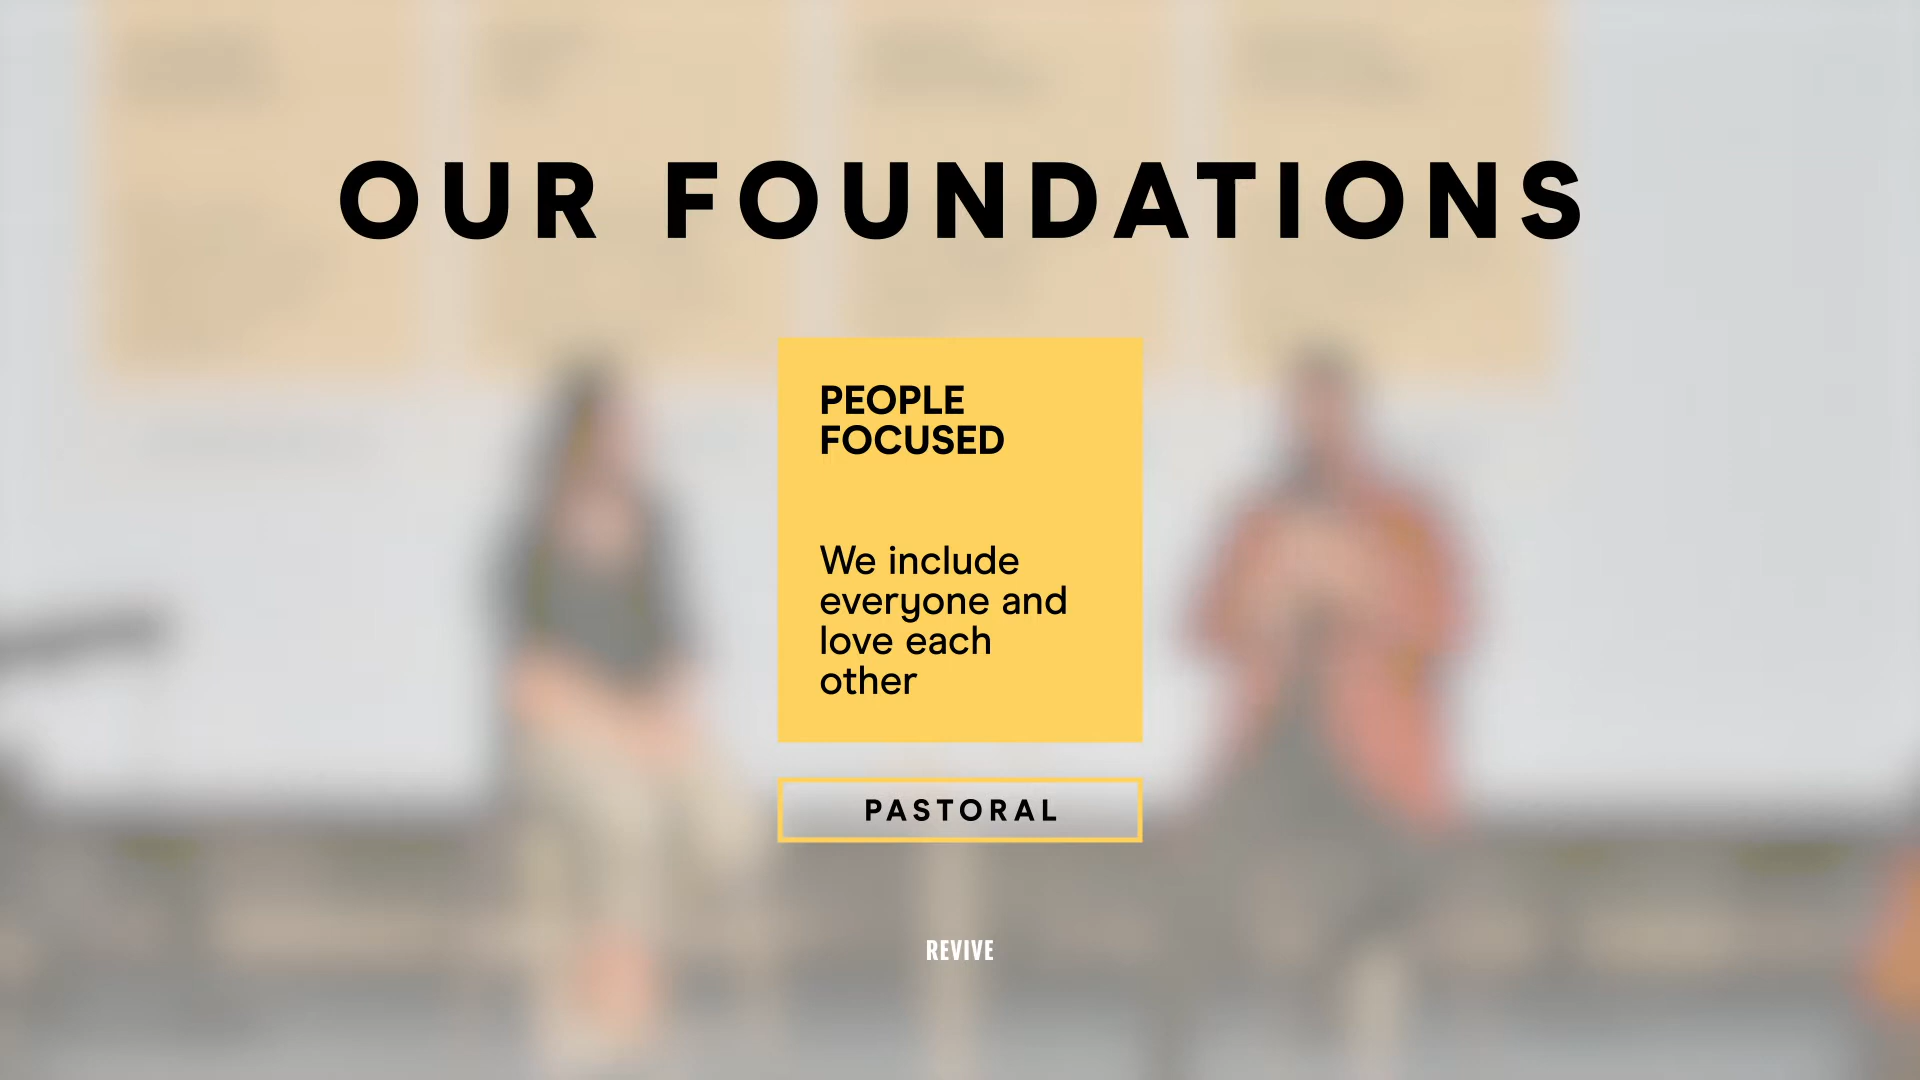 OUR FOUNDATIONS
PEOPLE
FOCUSED
We include
everyone and
love each
other
PASTORAL
REVIVE